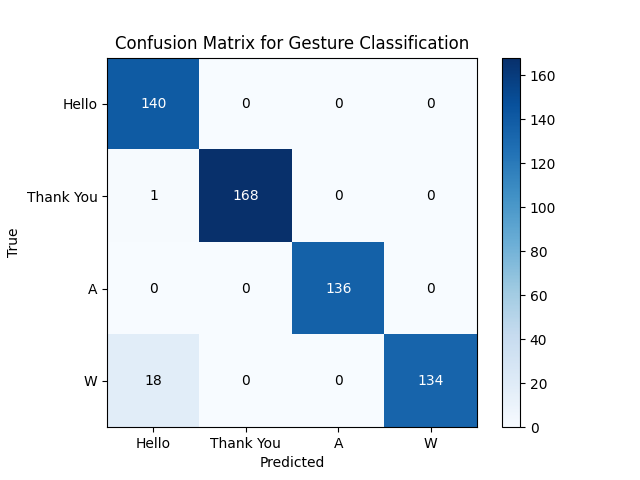 Confusion Matrix for Gesture Classification
Hello 140 0 0 0
Thank You 1 168 0 0
A 0 0 136 0
W 18 0 0 134
Hello Thank You A W
Predicted
True
160
140
120
100
80
60
40
20
0